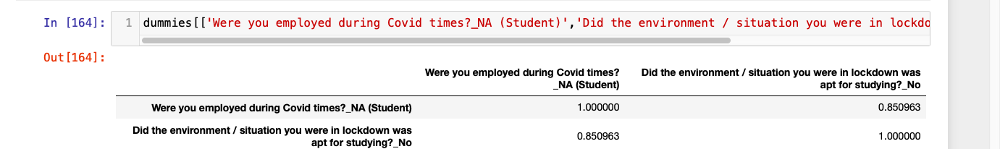 In [164]:
1 dummies[['Were you employed during Covid times?_NA (Student)','Did the environment / situation you were in lockdo
Out[164]:
Were you employed during Covid times? Did the environment / situation you were in lockdown was
_NA (Student) apt for studying?_No
Were you employed during Covid times?_NA (Student) 1.000000 0.850963
Did the environment / situation you were in lockdown was
apt for studying?_No 0.850963 1.000000